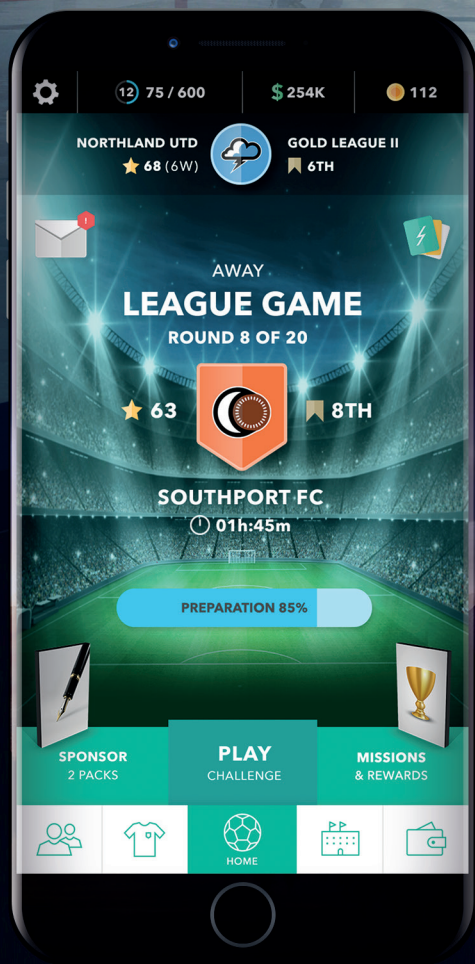 12 75 / 600 $ 254K 112
NORTHLAND UTD GOLD LEAGUE II
68 (6W) 6TH
!
AWAY
LEAGUE GAME
ROUND 8 OF 20
63 8TH
SOUTHPORT FC
01h:45m
PREPARATION 85%
SPONSOR
2 PACKS
PLAY
CHALLENGE
MISSIONS
& REWARDS
HOME